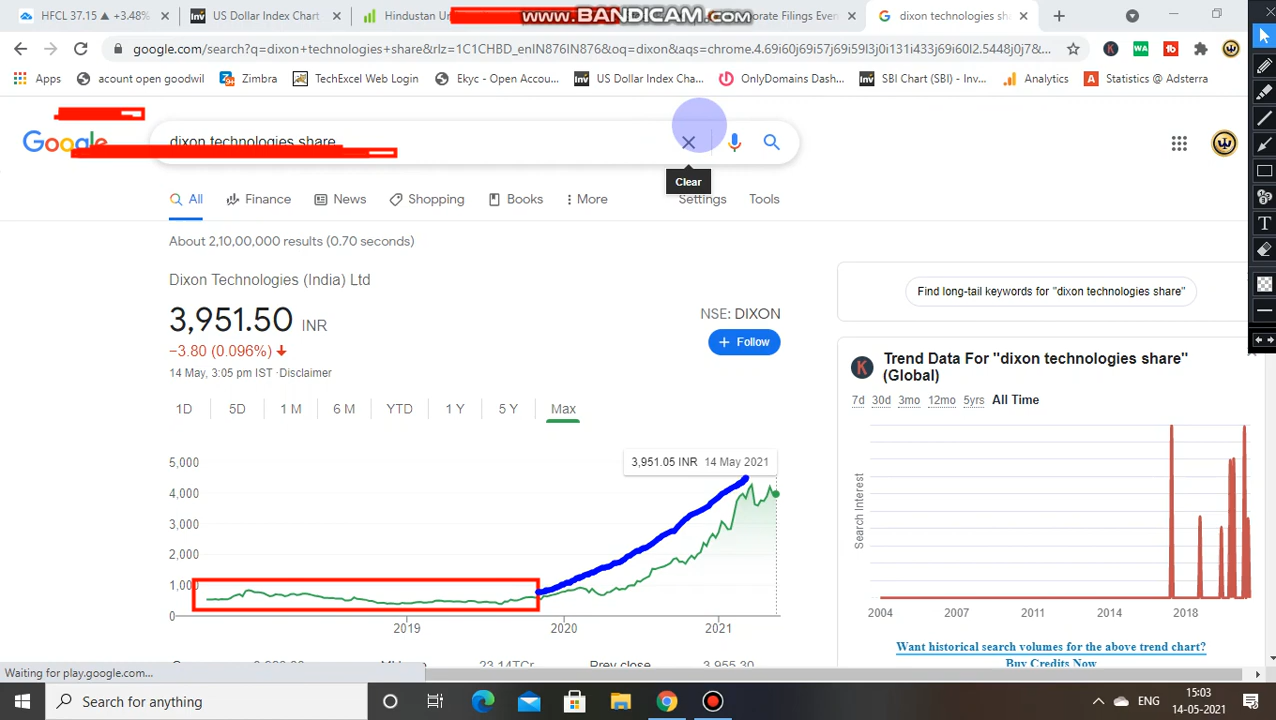 HFCL 37.15 ▲ +3.48%
US Dollar Index Cha
Hindustan Un
www.BANDICAM.com
orate Filings Even
dixon technologies sha
google.com/search?q=dixon+technologies+share&rlz=1C1CHBD_enIN876IN876&oq=dixon&aqs=chrome.4.69i60j69i57j69i59l3j0i131i433j69i60l2.5448j0j7&...
Apps
account open goodwil
Zimbra
TechExcel Web Login
Ekyc - Open Accou...
US Dollar Index Cha...
OnlyDomains Dash...
SBI Chart (SBI) - Inv...
Analytics
Statistics @ Adsterra
Google
dixon technologies share
Clear
All
Finance
News
Shopping
Books
More
Settings
Tools
About 2,10,00,000 results (0.70 seconds)
Dixon Technologies (India) Ltd
3,951.50 INR
NSE: DIXON
−3.80 (0.096%)
+ Follow
14 May, 3:05 pm IST ·Disclaimer
1D
5D
1 M
6 M
YTD
1 Y
5 Y
Max
3,951.05 INR 14 May 2021
5,000
4,000
3,000
2,000
1,000
0
2019
2020
2021
23.14TCr
Prev close
3,955.30
Find long-tail keywords for "dixon technologies share"
Trend Data For "dixon technologies share"
(Global)
7d 30d 3mo 12mo 5yrs All Time
Search Interest
2004
2007
2011
2014
2018
Want historical search volumes for the above trend chart?
Buy Credits Now
Waiting for play.google.com...
Search for anything
ENG
15:03
14-05-2021